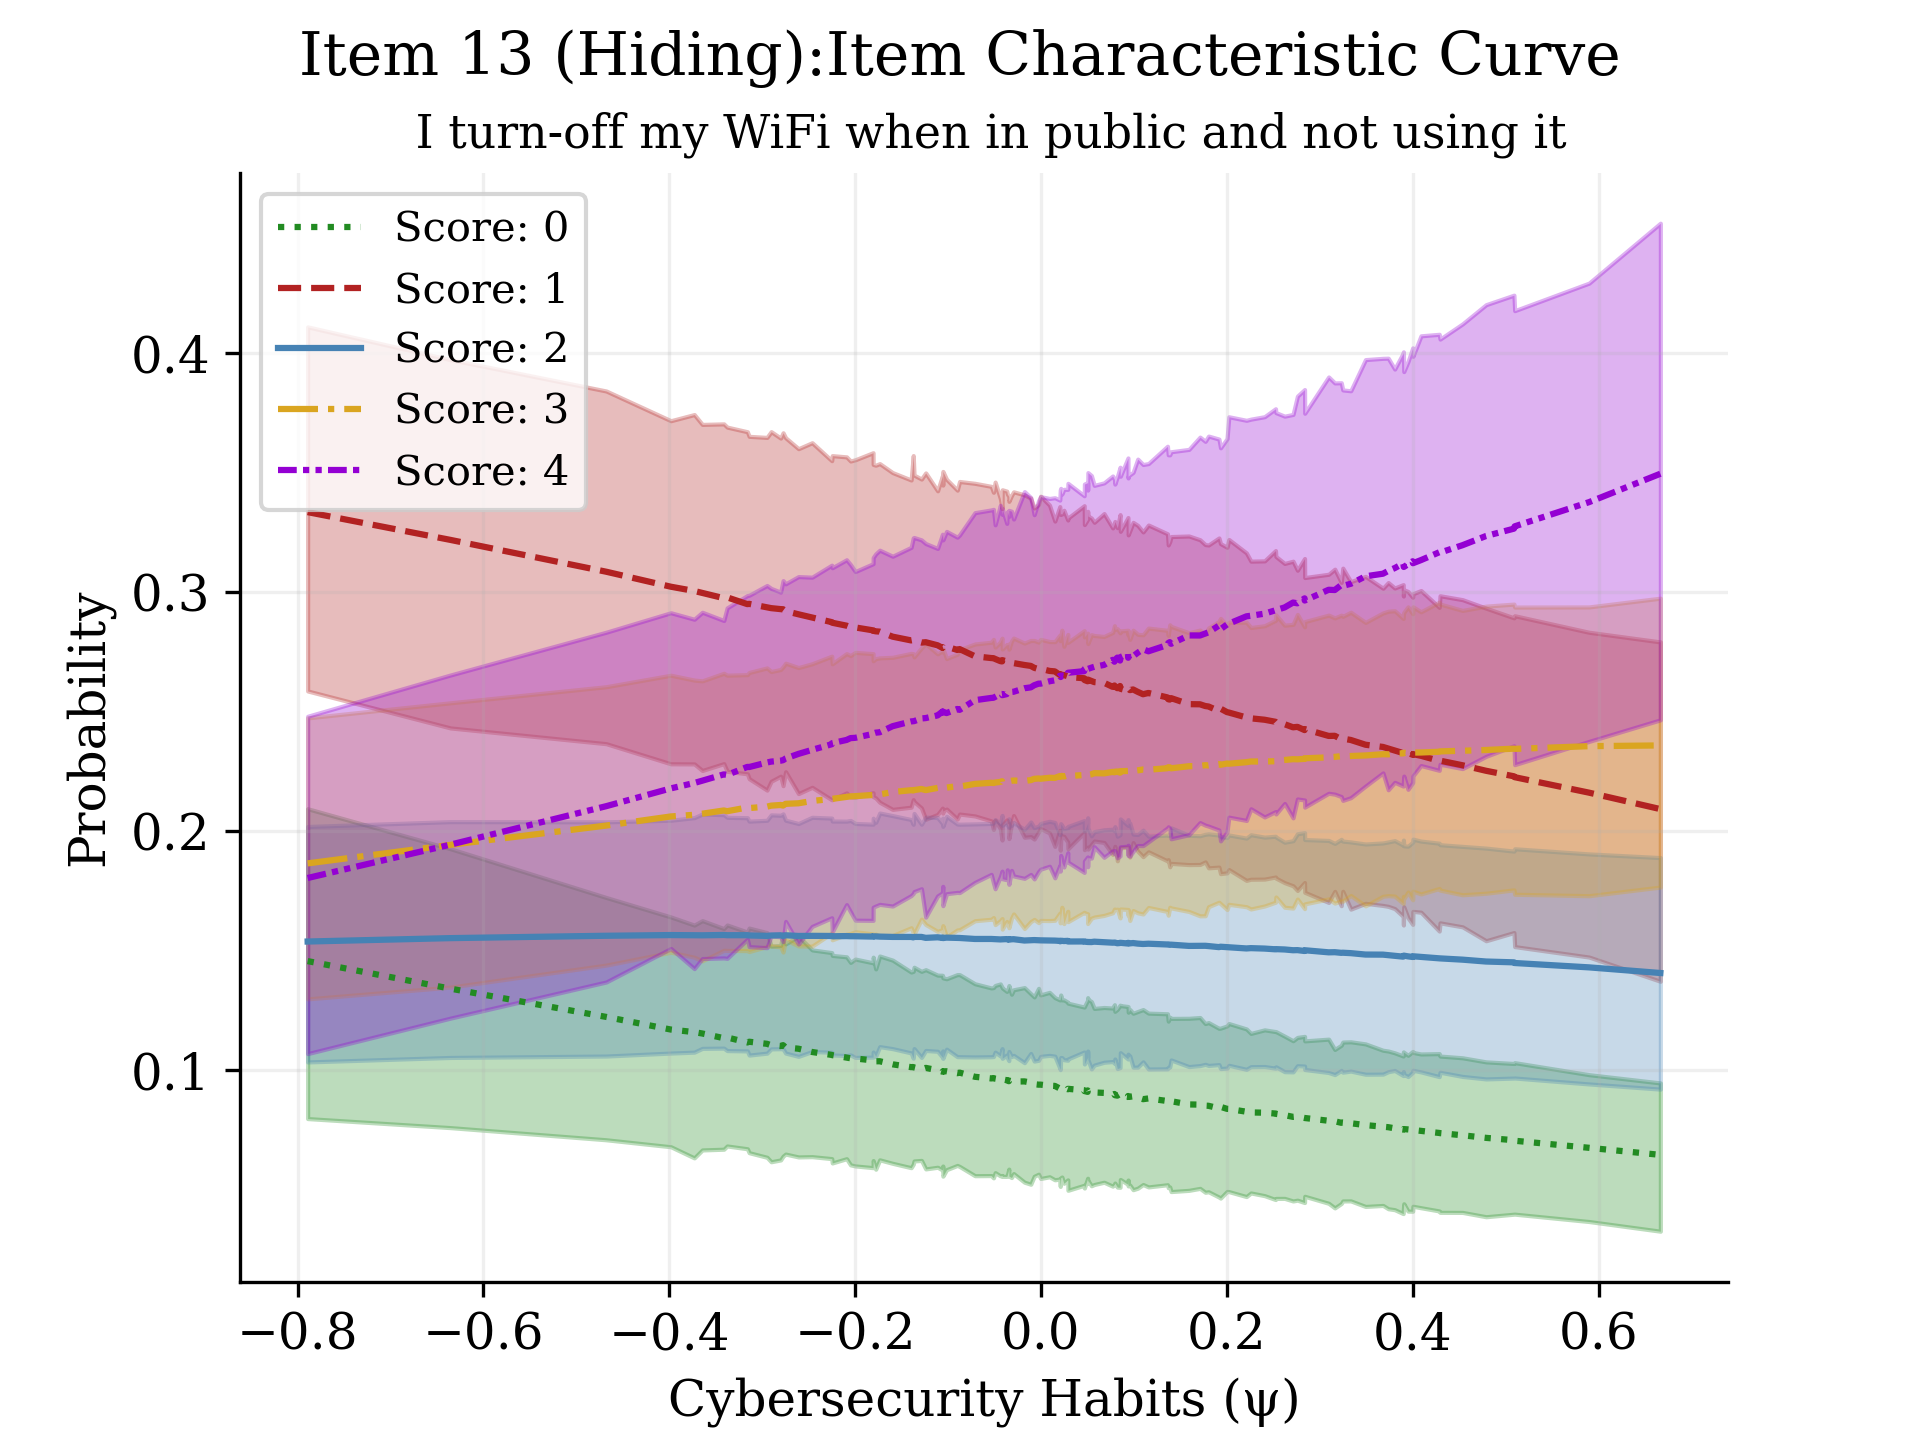 Item 13 (Hiding):Item Characteristic Curve
I turn-off my WiFi when in public and not using it
Score: 0
Score: 1
Score: 2
Score: 3
Score: 4
Probability
0.4
0.3
0.2
0.1
−0.8
−0.6
−0.4
−0.2
0.0
0.2
0.4
0.6
Cybersecurity Habits (ψ)